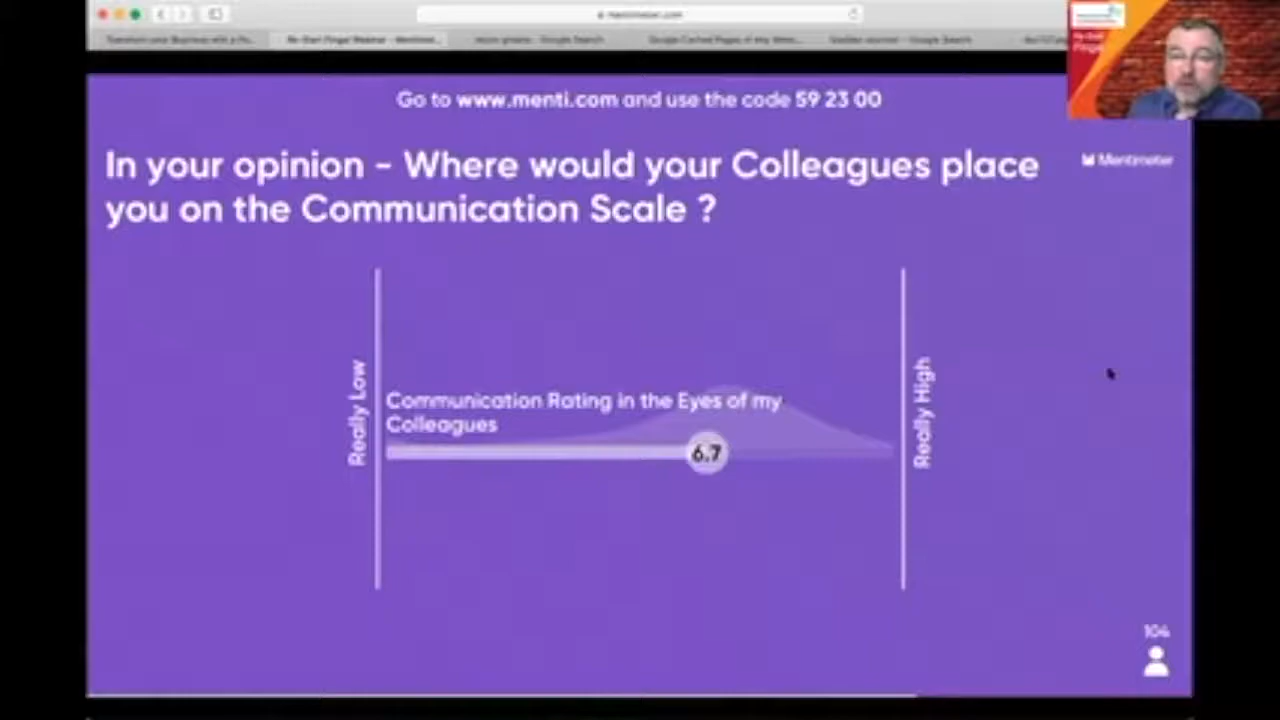 mentimeter.com
Go to www.menti.com and use the code 59 23 00
In your opinion - Where would your Colleagues place
you on the Communication Scale ?
Mentimeter
Really Low
Communication Rating in the Eyes of my
Colleagues
6.7
Really High
104